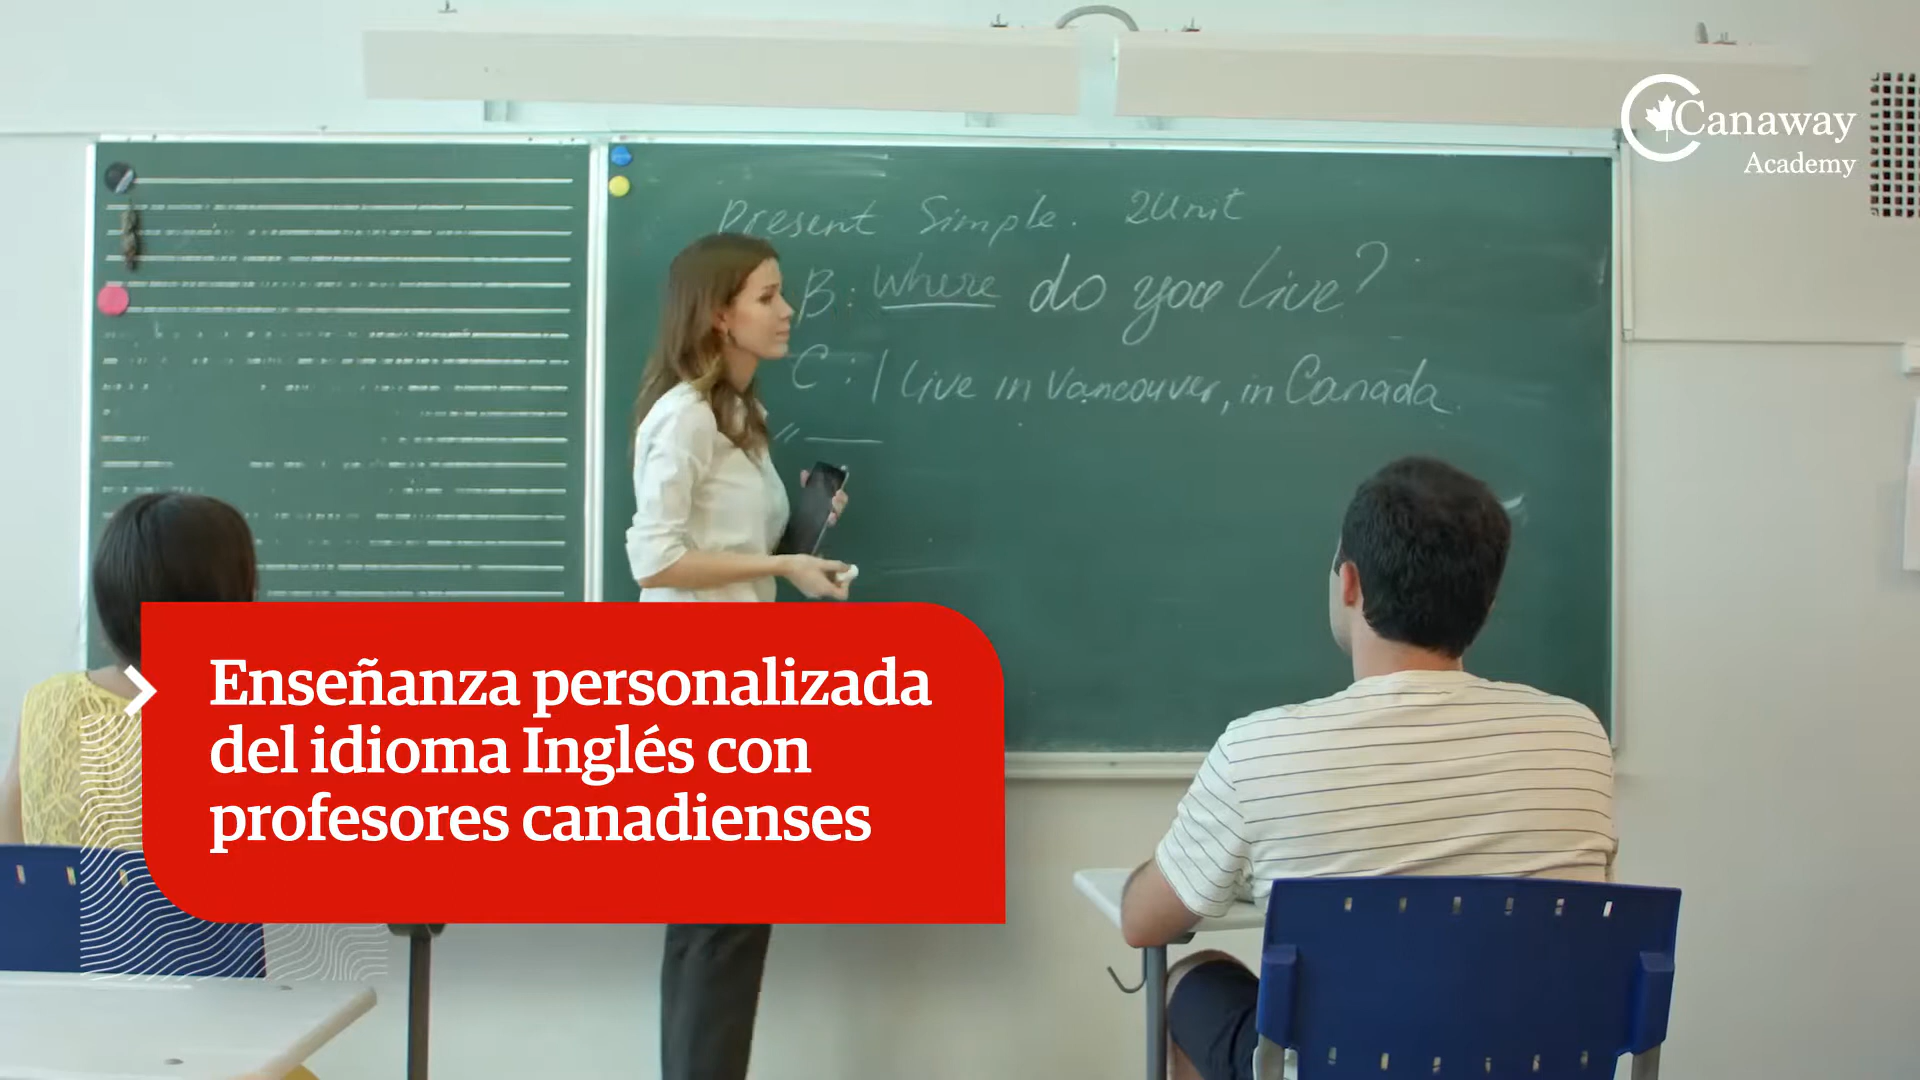 Canaway
Academy
Present Simple. 2Unit
B: where do you live?
C: I live in Vancouver, in Canada.
Enseñanza personalizada
del idioma Inglés con
profesores canadienses